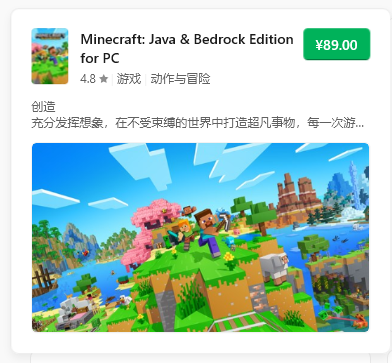 Minecraft: Java & Bedrock Edition
for PC
¥89.00
4.8 ★ 游戏 动作与冒险
创造
充分发挥想象，在不受束缚的世界中打造超凡事物，每一次游...